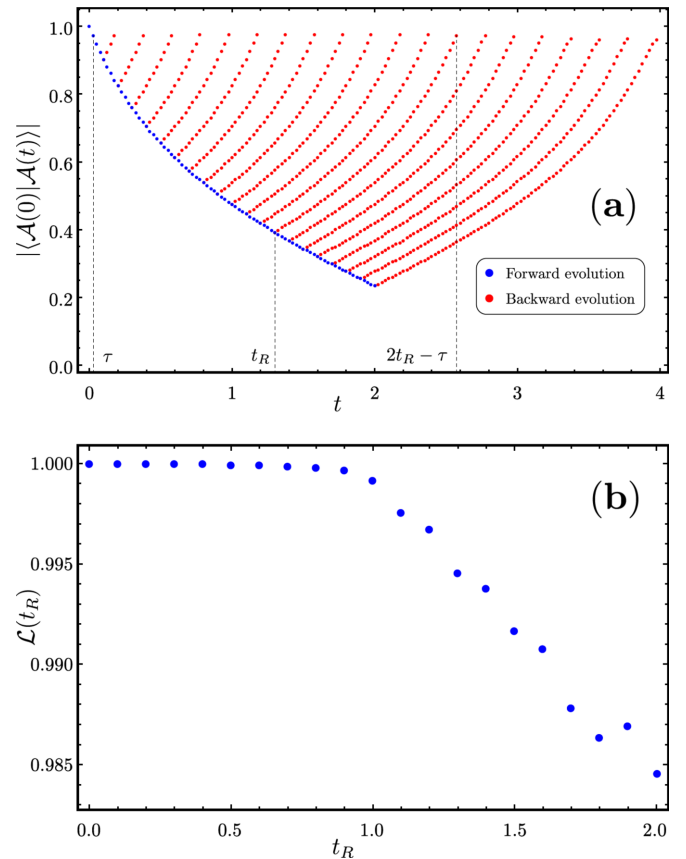 |⟨𝒜(0)|𝒜(t)⟩|
1.0
0.8
0.6
0.4
0.2
0.0
(a)
Forward evolution
Backward evolution
τ
t_R
2t_R − τ
0 1 2 3 4
t
ℒ(t_R)
1.000
0.995
0.990
0.985
(b)
0.0 0.5 1.0 1.5 2.0
t_R